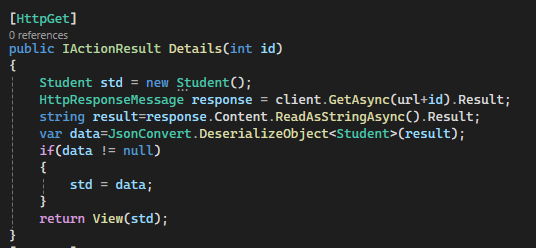 [HttpGet]
0 references
public IActionResult Details(int id)
{
    Student std = new Student();
    HttpResponseMessage response = client.GetAsync(url+id).Result;
    string result=response.Content.ReadAsStringAsync().Result;
    var data=JsonConvert.DeserializeObject<Student>(result);
    if(data != null)
    {
        std = data;
    }
    return View(std);
}